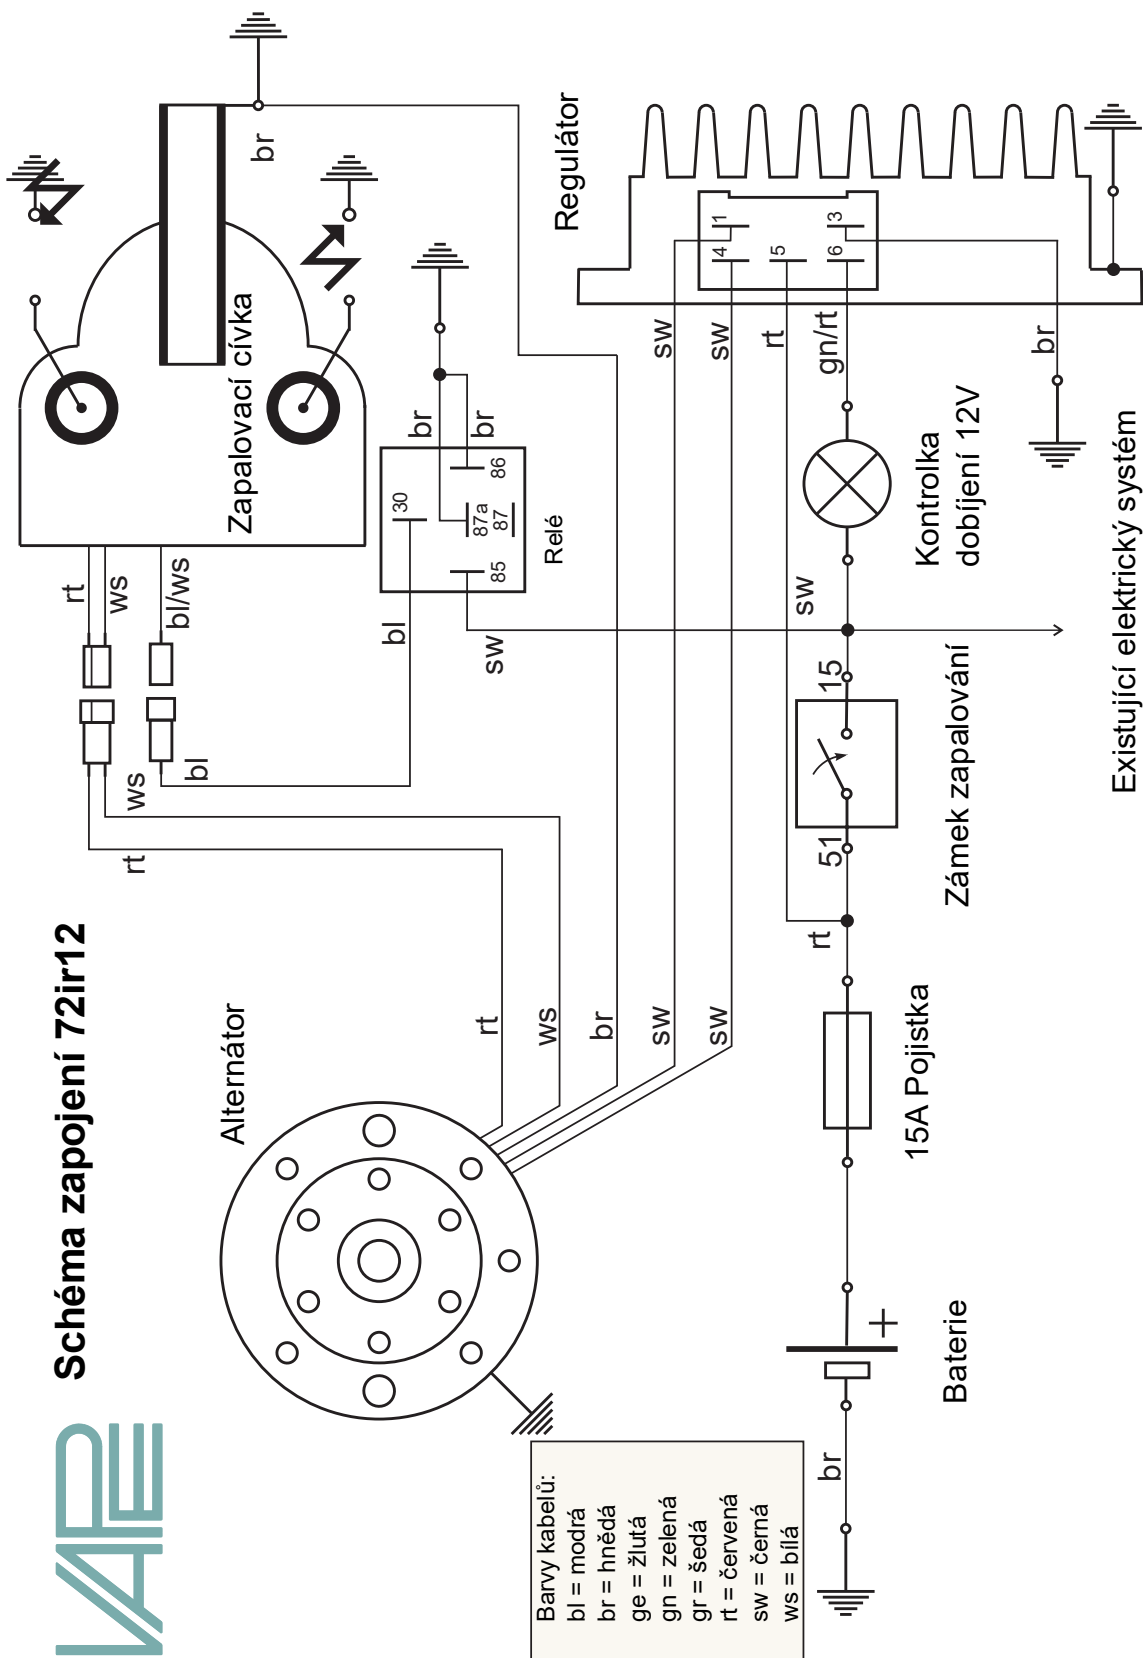 VAPE
Schéma zapojení 72ir12
Zapalovací cívka
br
rt
ws
bl/ws
ws
rt
bl
bl
Relé
30
85
86
87a
87
br
br
sw
Regulátor
1
4
5
3
6
sw
sw
rt
gn/rt
br
Kontrolka
dobíjení 12V
sw
Existující elektrický systém
15
51
Zámek zapalování
rt
15A Pojistka
Alternátor
rt
ws
br
sw
sw
Baterie
+
br
Barvy kabelů:
bl = modrá
br = hnědá
ge = žlutá
gn = zelená
gr = šedá
rt = červená
sw = černá
ws = bílá